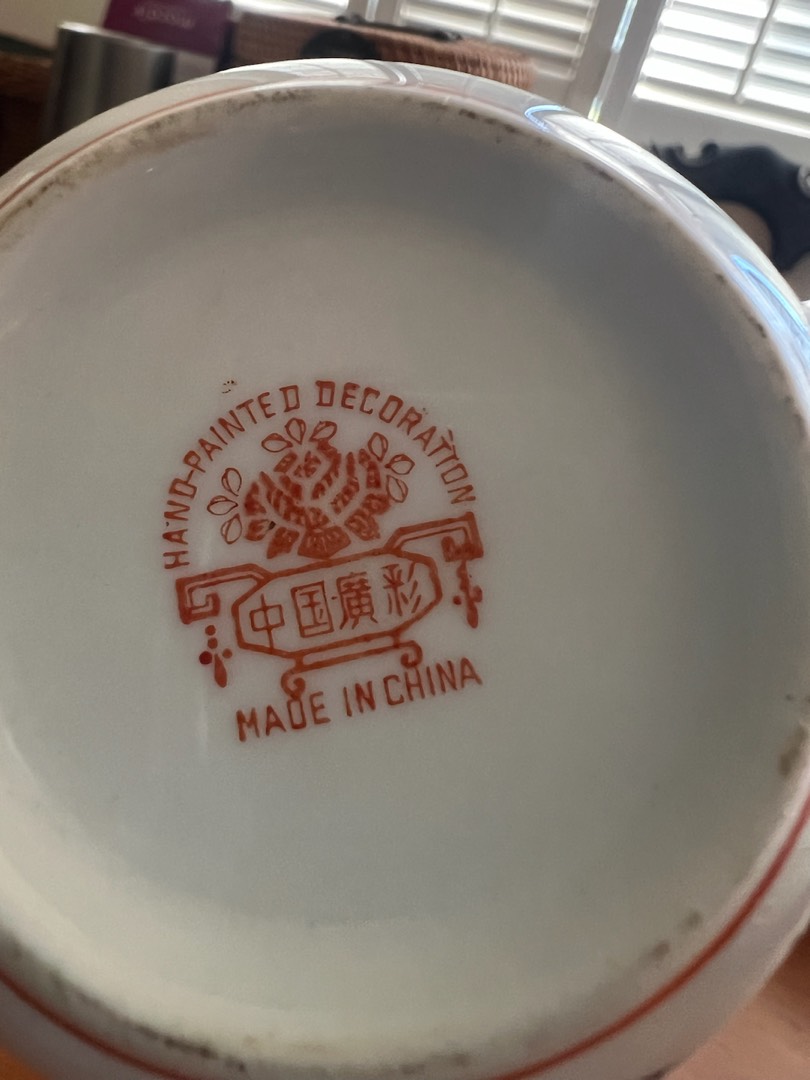 HAND-PAINTED DECORATION
中国廣彩
MADE IN CHINA